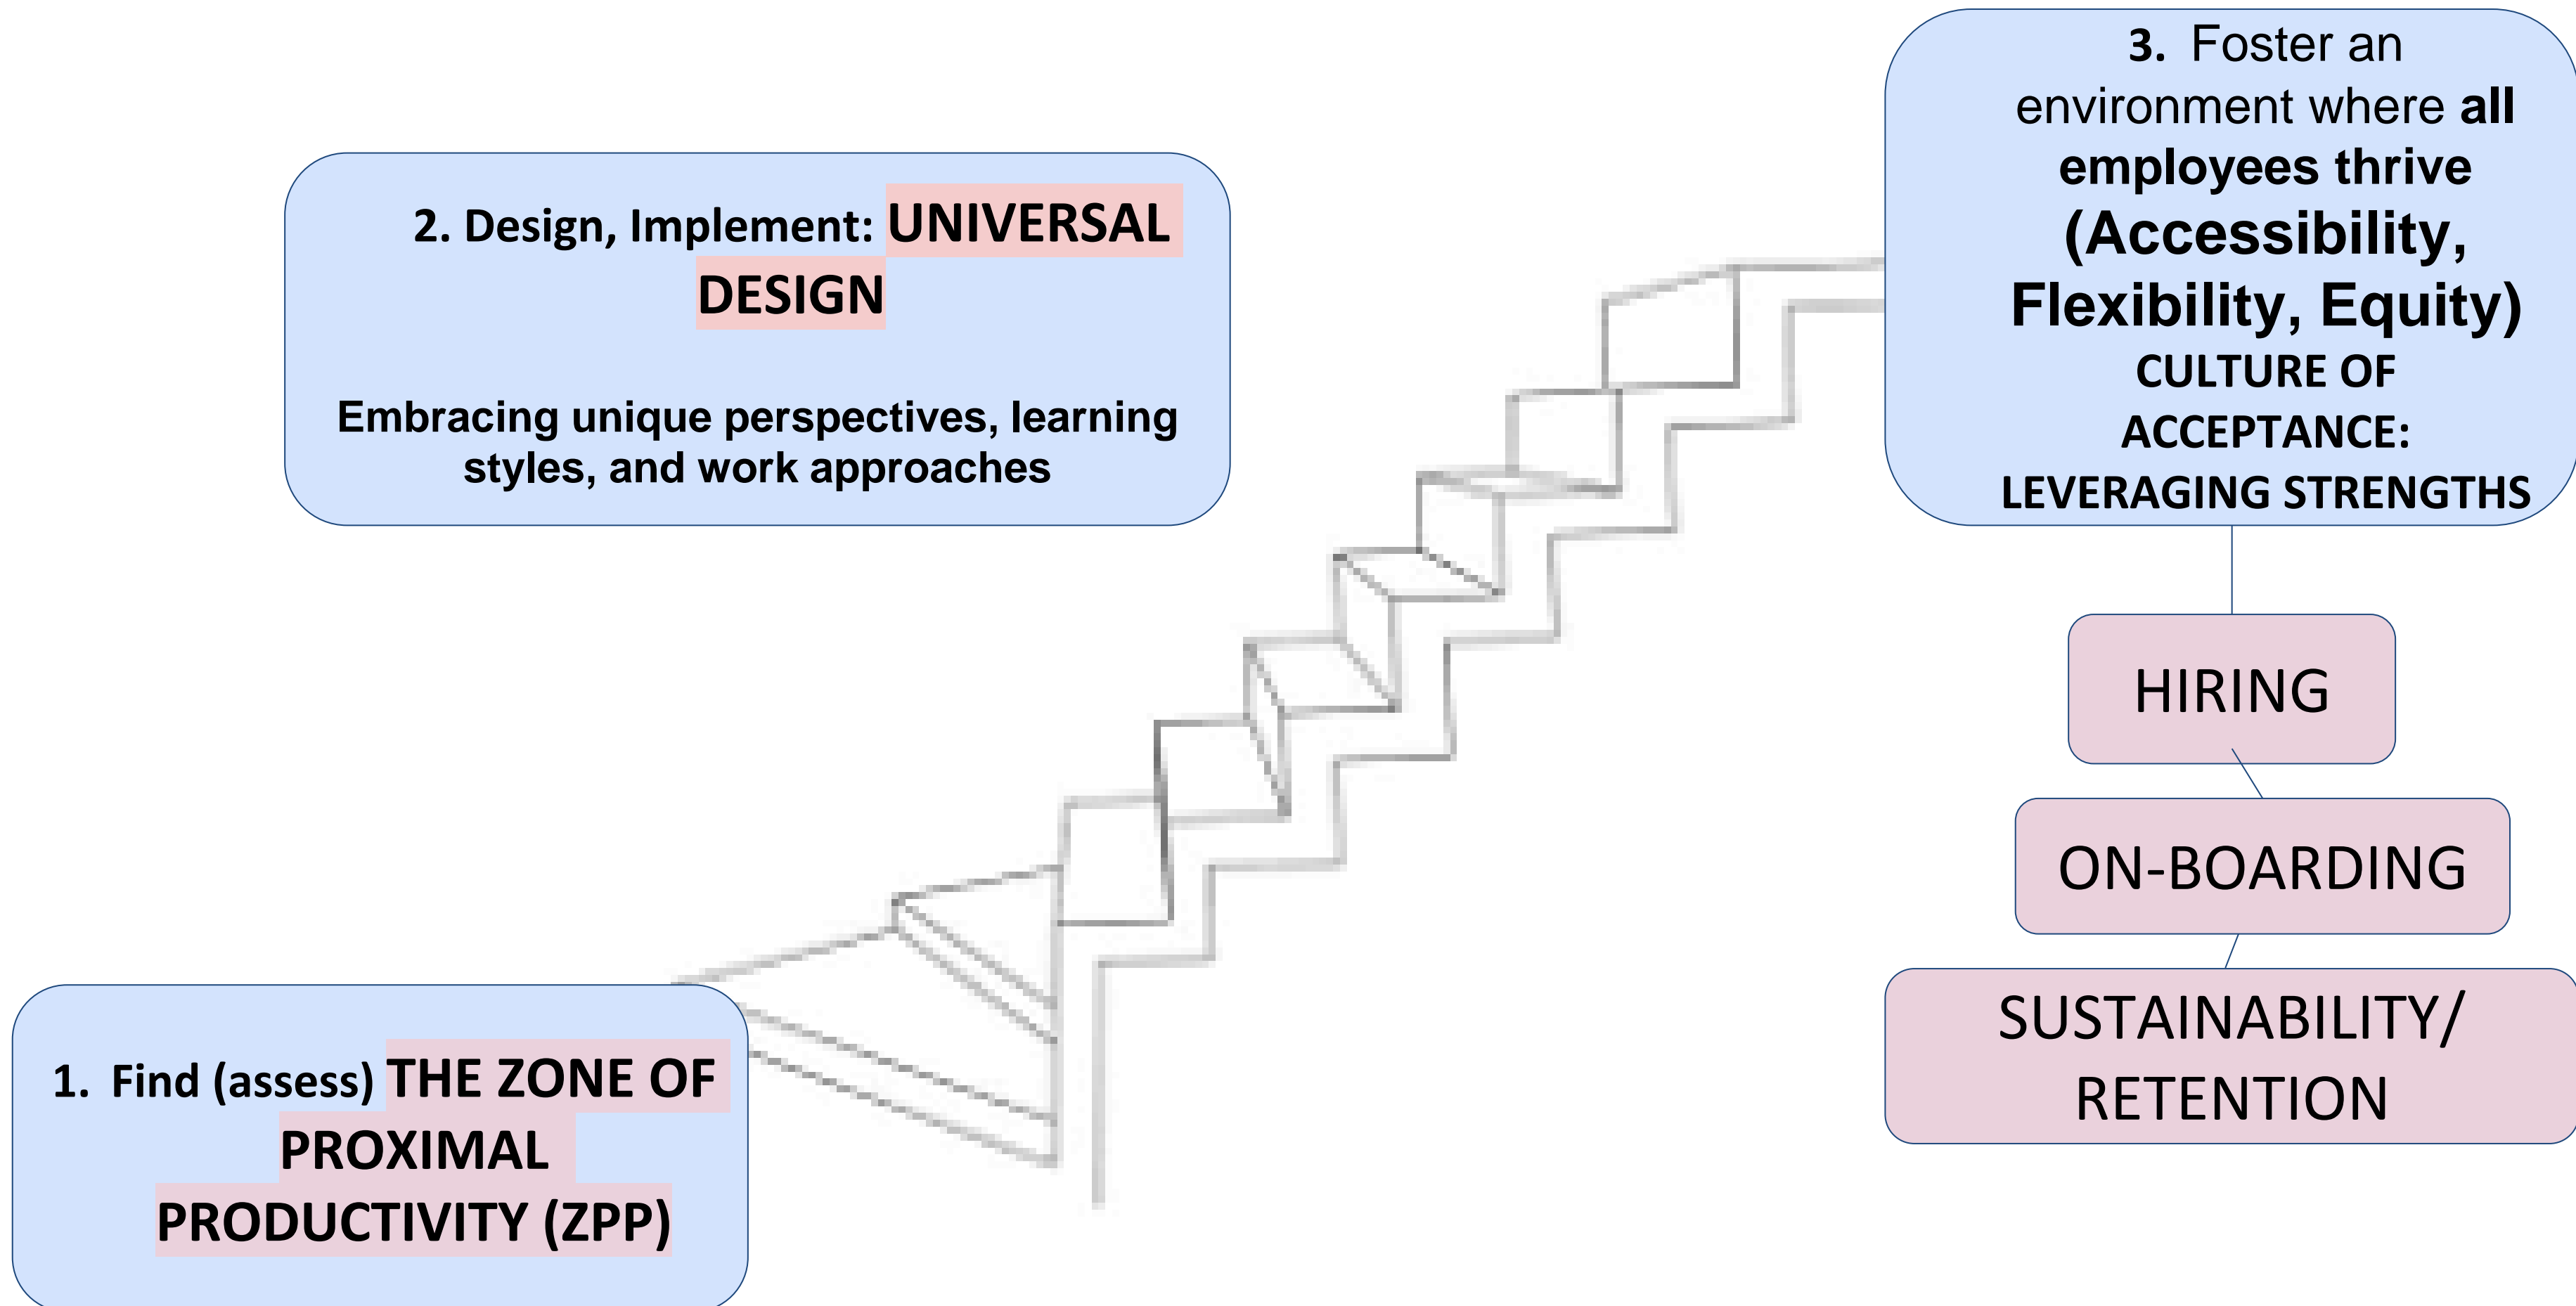 1. Find (assess) THE ZONE OF
PROXIMAL
PRODUCTIVITY (ZPP)
2. Design, Implement: UNIVERSAL
DESIGN
Embracing unique perspectives, learning
styles, and work approaches
3. Foster an
environment where all
employees thrive
(Accessibility,
Flexibility, Equity)
CULTURE OF
ACCEPTANCE:
LEVERAGING STRENGTHS
HIRING
ON-BOARDING
SUSTAINABILITY/
RETENTION